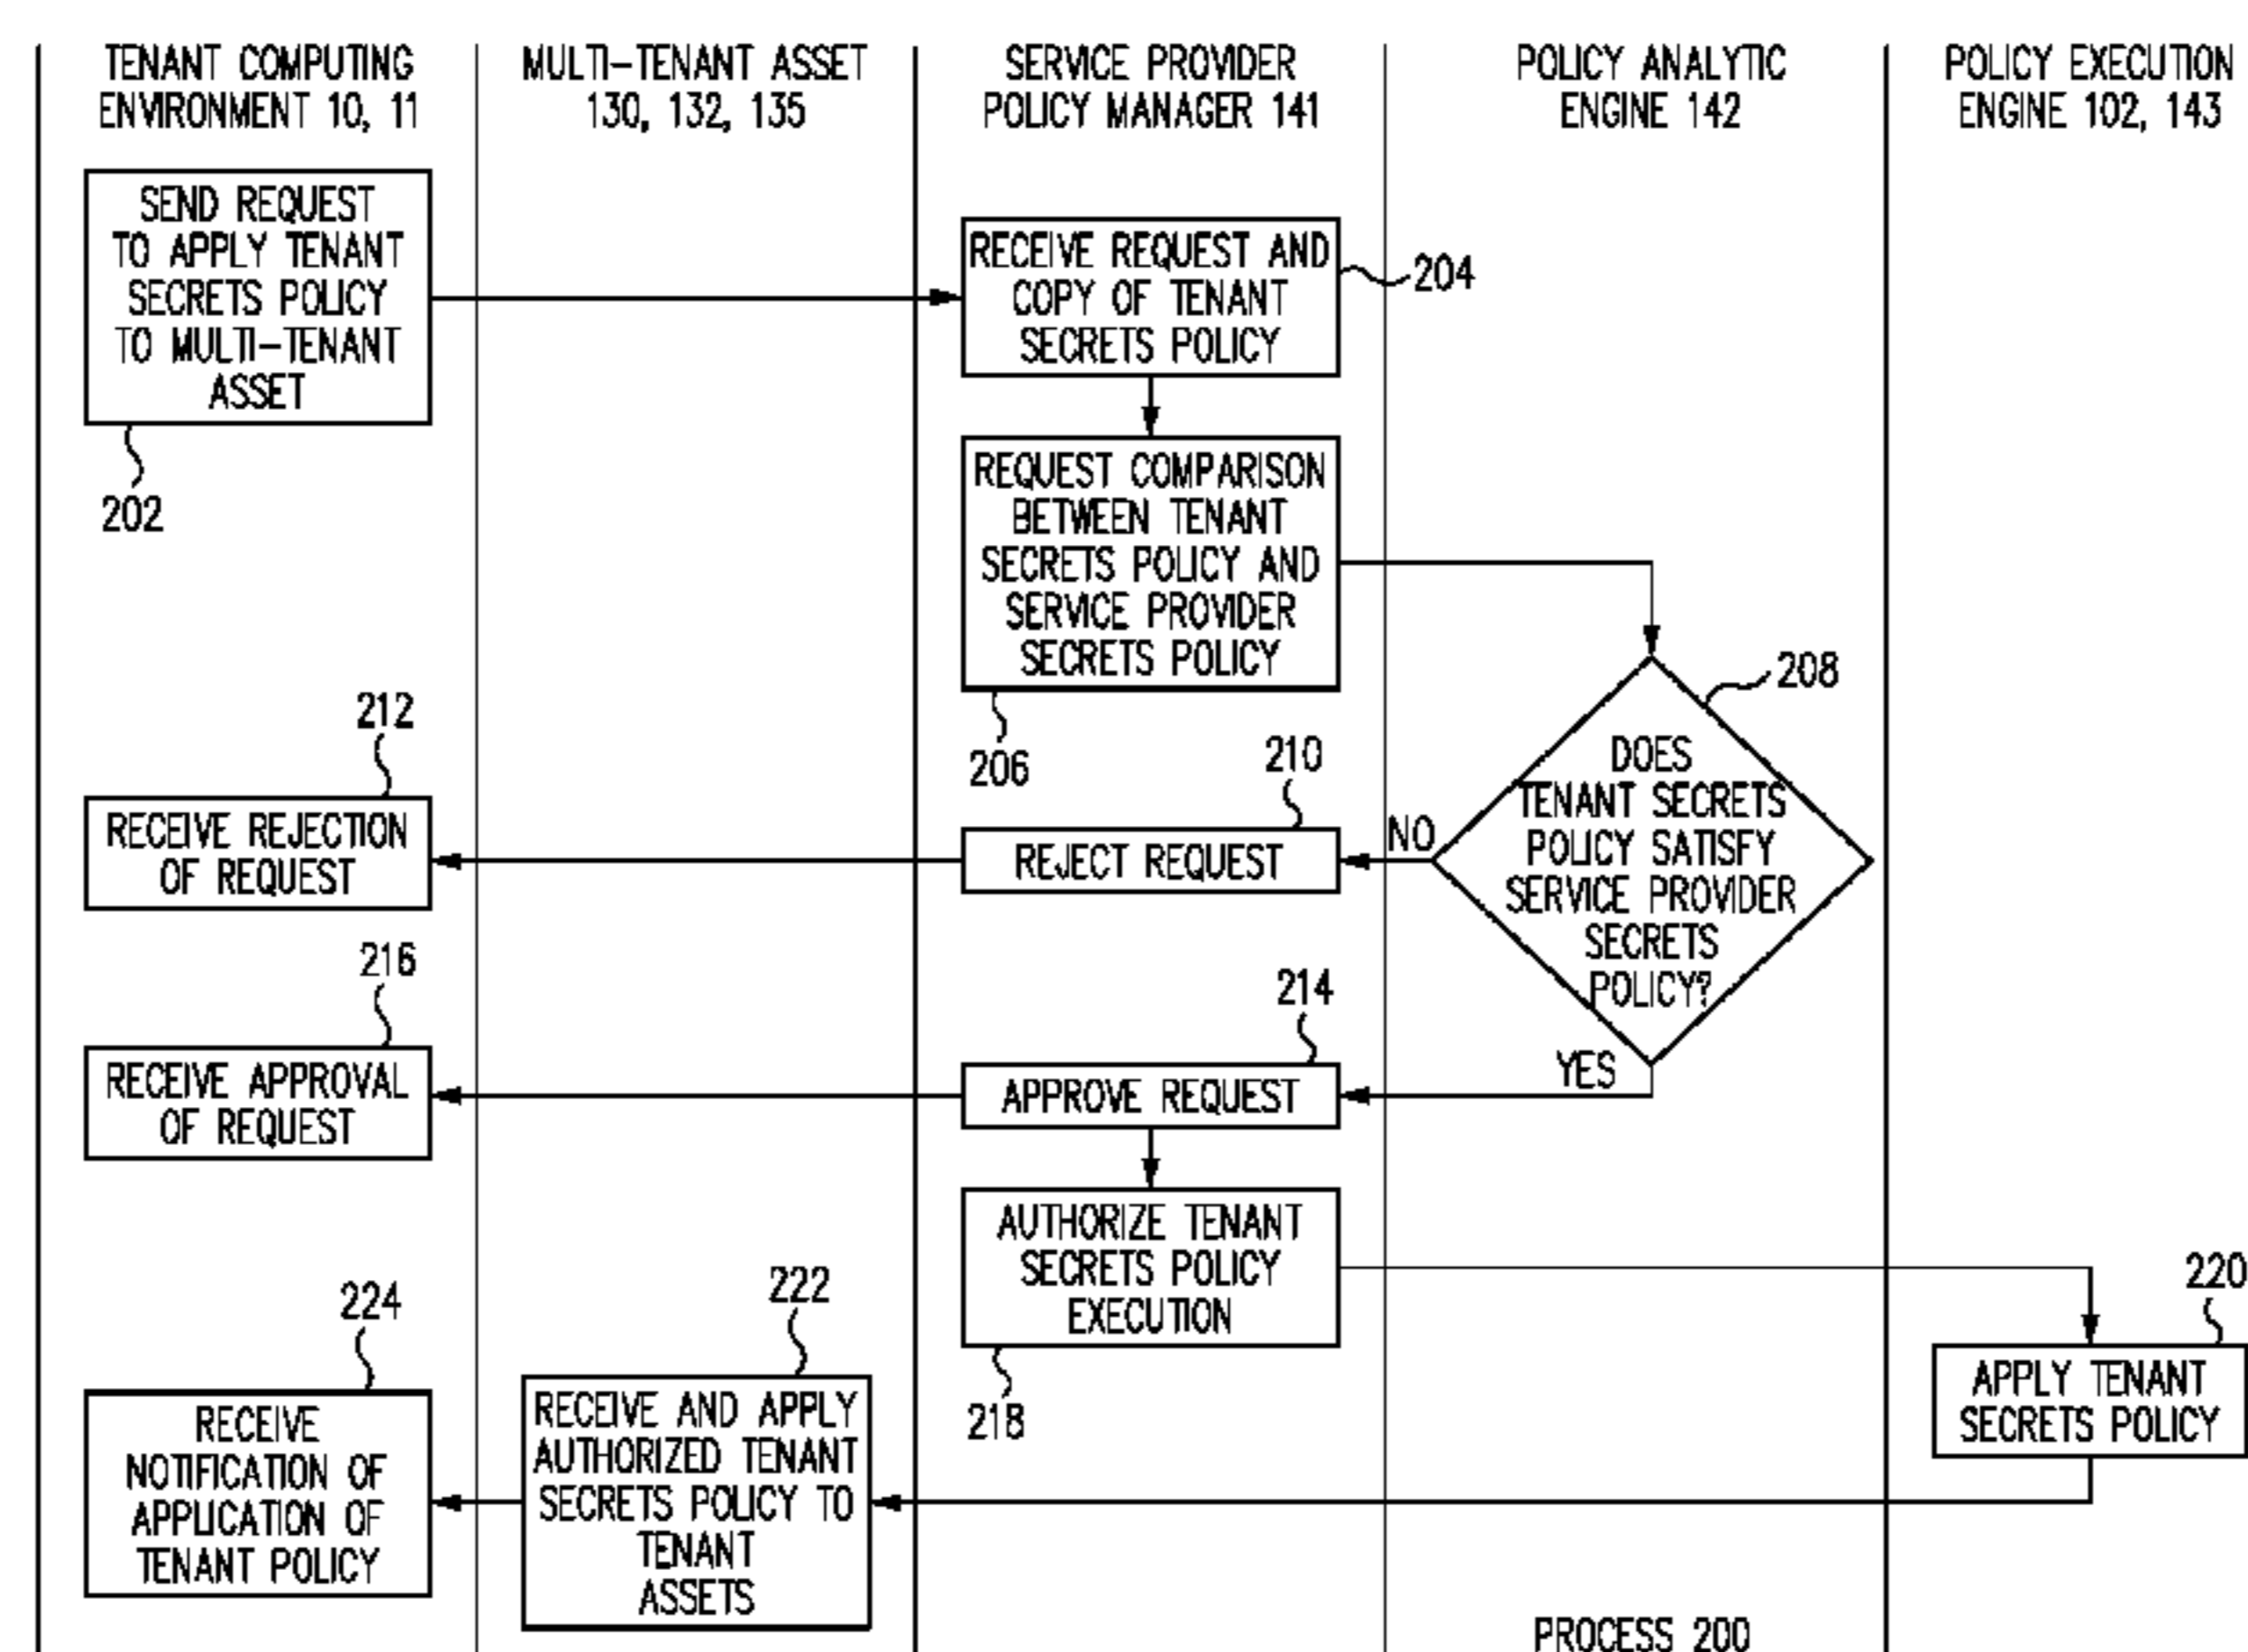 TENANT COMPUTING
ENVIRONMENT 10, 11
MULTI-TENANT ASSET
130, 132, 135
SERVICE PROVIDER
POLICY MANAGER 141
POLICY ANALYTIC
ENGINE 142
POLICY EXECUTION
ENGINE 102, 143
SEND REQUEST
TO APPLY TENANT
SECRETS POLICY
TO MULTI-TENANT
ASSET
202
RECEIVE REQUEST AND
COPY OF TENANT
SECRETS POLICY
204
REQUEST COMPARISON
BETWEEN TENANT
SECRETS POLICY AND
SERVICE PROVIDER
SECRETS POLICY
206
208
DOES
TENANT SECRETS
POLICY SATISFY
SERVICE PROVIDER
SECRETS
POLICY?
NO
210
REJECT REQUEST
212
RECEIVE REJECTION
OF REQUEST
YES
214
APPROVE REQUEST
216
RECEIVE APPROVAL
OF REQUEST
AUTHORIZE TENANT
SECRETS POLICY
EXECUTION
218
220
APPLY TENANT
SECRETS POLICY
222
RECEIVE AND APPLY
AUTHORIZED TENANT
SECRETS POLICY TO
TENANT
ASSETS
224
RECEIVE
NOTIFICATION OF
APPLICATION OF
TENANT POLICY
PROCESS 200